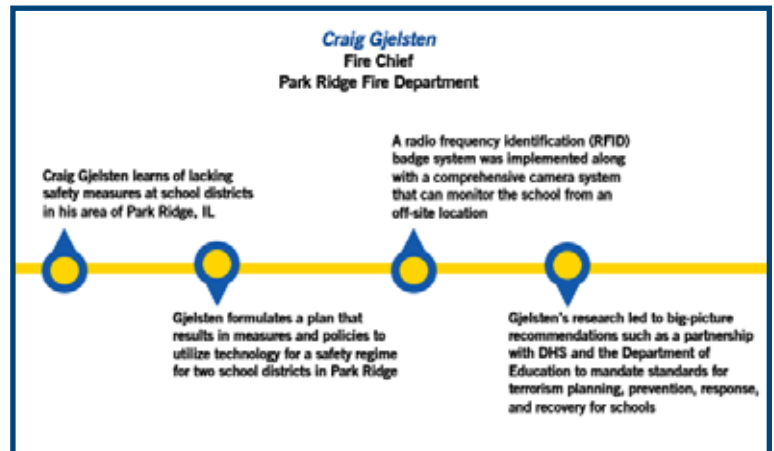 Craig Gjelsten
Fire Chief
Park Ridge Fire Department
Craig Gjelsten learns of lacking
safety measures at school districts
in his area of Park Ridge, IL
Gjelsten formulates a plan that
results in measures and policies to
utilize technology for a safety regime
for two school districts in Park Ridge
A radio frequency identification (RFID)
badge system was implemented along
with a comprehensive camera system
that can monitor the school from an
off-site location
Gjelsten's research led to big-picture
recommendations such as a partnership
with DHS and the Department of
Education to mandate standards for
terrorism planning, prevention, response,
and recovery for schools